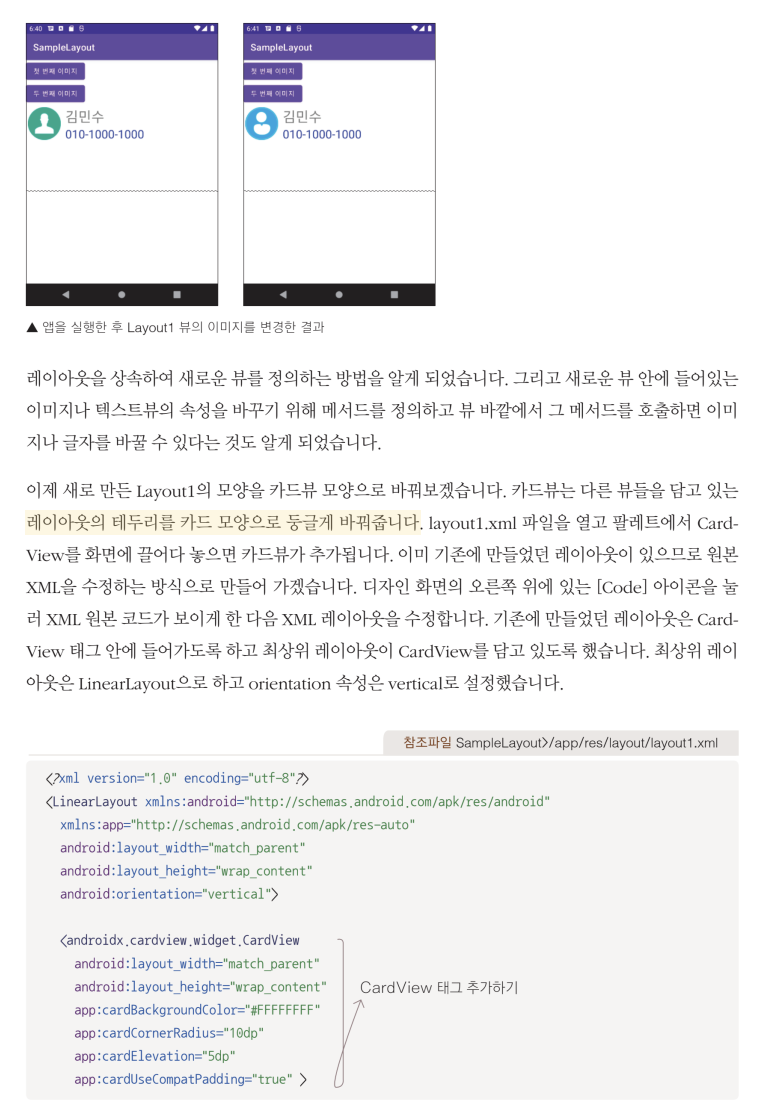 6:40
SampleLayout
첫 번째 이미지
두 번째 이미지
김민수
010-1000-1000
6:41
SampleLayout
첫 번째 이미지
두 번째 이미지
김민수
010-1000-1000
▲ 앱을 실행한 후 Layout1 뷰의 이미지를 변경한 결과
레이아웃을 상속하여 새로운 뷰를 정의하는 방법을 알게 되었습니다. 그리고 새로운 뷰 안에 들어있는
이미지나 텍스트뷰의 속성을 바꾸기 위해 메서드를 정의하고 뷰 바깥에서 그 메서드를 호출하면 이미
지나 글자를 바꿀 수 있다는 것도 알게 되었습니다.
이제 새로 만든 Layout1의 모양을 카드뷰 모양으로 바꿔보겠습니다. 카드뷰는 다른 뷰들을 담고 있는
레이아웃의 테두리를 카드 모양으로 둥글게 바꿔줍니다. layout1.xml 파일을 열고 팔레트에서 Card-
View를 화면에 끌어다 놓으면 카드뷰가 추가됩니다. 이미 기존에 만들었던 레이아웃이 있으므로 원본
XML을 수정하는 방식으로 만들어 가겠습니다. 디자인 화면의 오른쪽 위에 있는 [Code] 아이콘을 눌
러 XML 원본 코드가 보이게 한 다음 XML 레이아웃을 수정합니다. 기존에 만들었던 레이아웃은 Card-
View 태그 안에 들어가도록 하고 최상위 레이아웃이 CardView를 담고 있도록 했습니다. 최상위 레이
아웃은 LinearLayout으로 하고 orientation 속성은 vertical로 설정했습니다.
참조파일 SampleLayout>/app/res/layout/layout1.xml
<?xml version="1.0" encoding="utf-8"?>
<LinearLayout xmlns:android="http://schemas.android.com/apk/res/android"
xmlns:app="http://schemas.android.com/apk/res-auto"
android:layout_width="match_parent"
android:layout_height="wrap_content"
android:orientation="vertical">
<androidx.cardview.widget.CardView
android:layout_width="match_parent"
android:layout_height="wrap_content"
app:cardBackgroundColor="#FFFFFFFF"
app:cardCornerRadius="10dp"
app:cardElevation="5dp"
app:cardUseCompatPadding="true" >
CardView 태그 추가하기